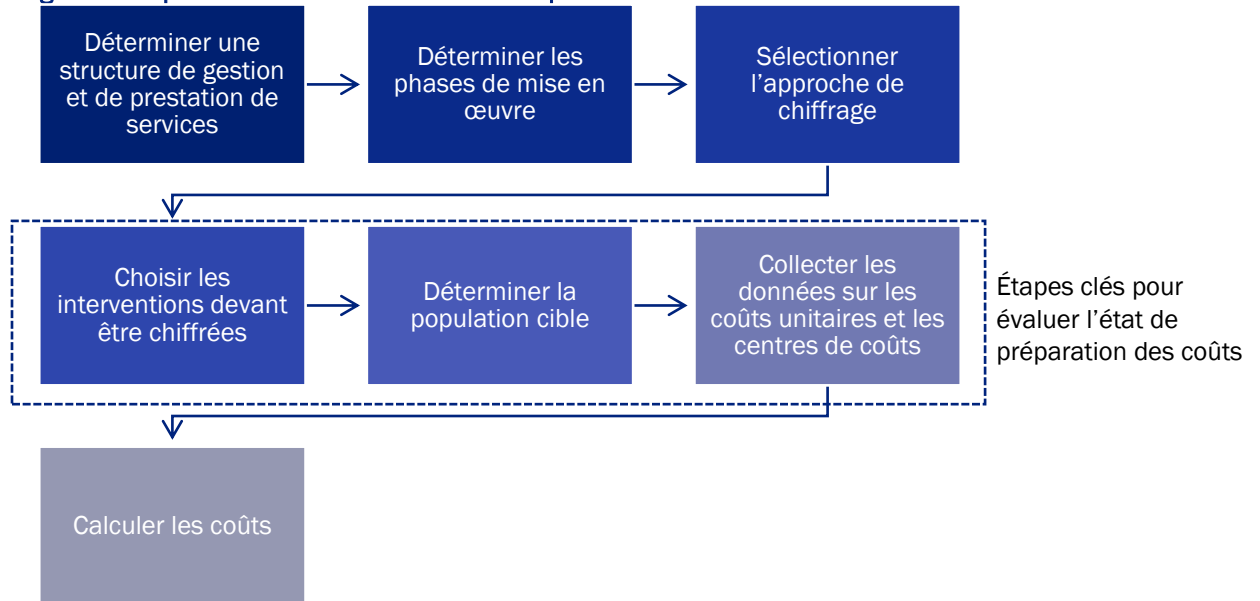 Déterminer une
structure de gestion
et de prestation de
services
Déterminer les
phases de mise en
œuvre
Sélectionner
l’approche de
chiffrage
Choisir les
interventions devant
être chiffrées
Déterminer la
population cible
Collecter les
données sur les
coûts unitaires et les
centres de coûts
Étapes clés pour
évaluer l’état de
préparation des coûts
Calculer les coûts